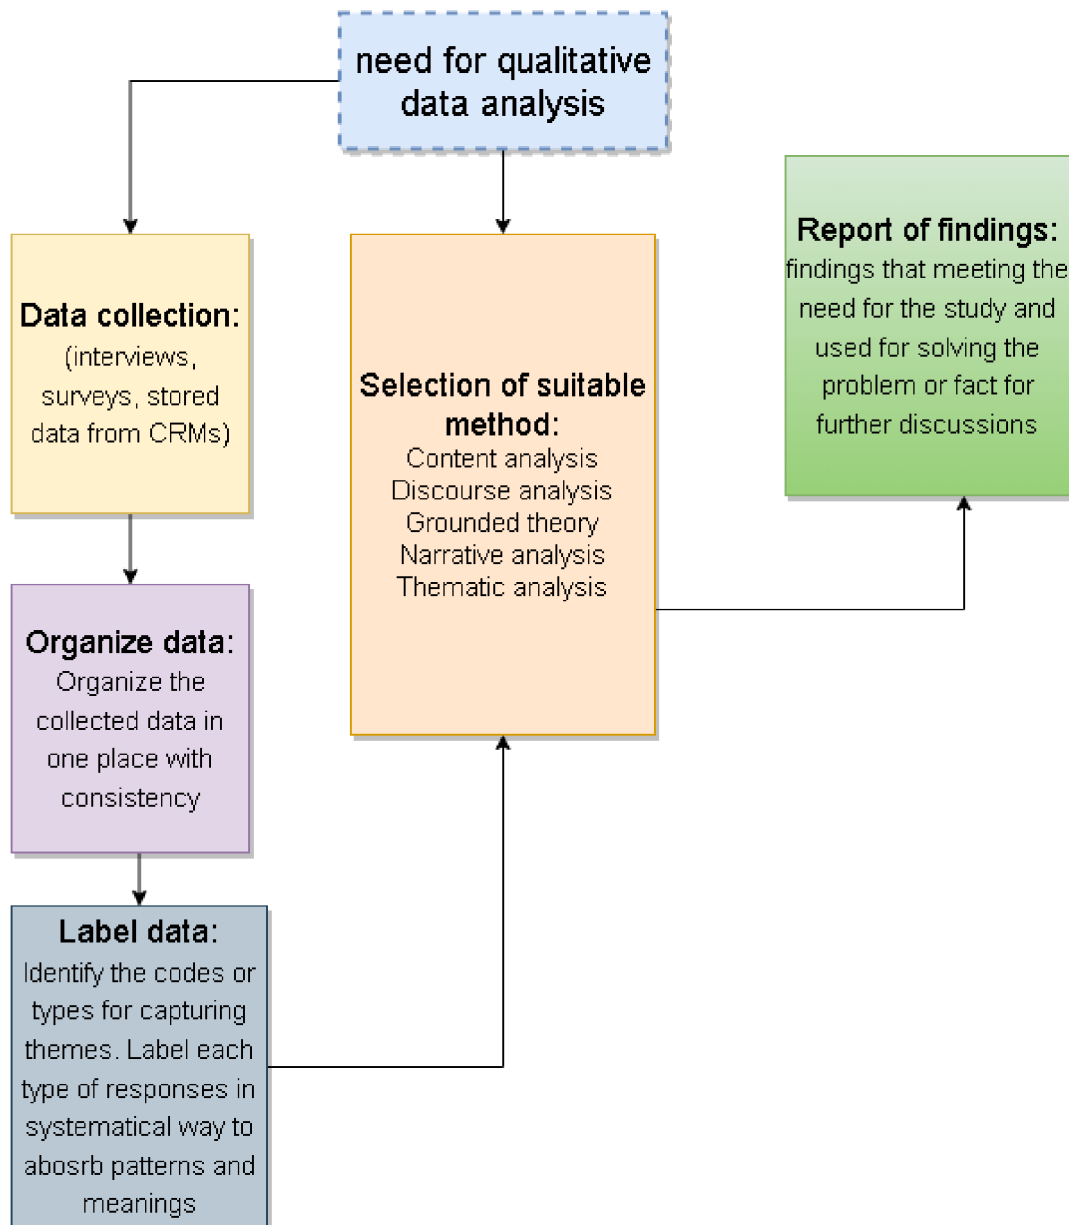 need for qualitative
data analysis
Data collection:
(interviews,
surveys, stored
data from CRMs)
Organize data:
Organize the
collected data in
one place with
consistency
Label data:
Identify the codes or
types for capturing
themes. Label each
type of responses in
systematical way to
abosrb patterns and
meanings
Selection of suitable
method:
Content analysis
Discourse analysis
Grounded theory
Narrative analysis
Thematic analysis
Report of findings:
findings that meeting the
need for the study and
used for solving the
problem or fact for
further discussions